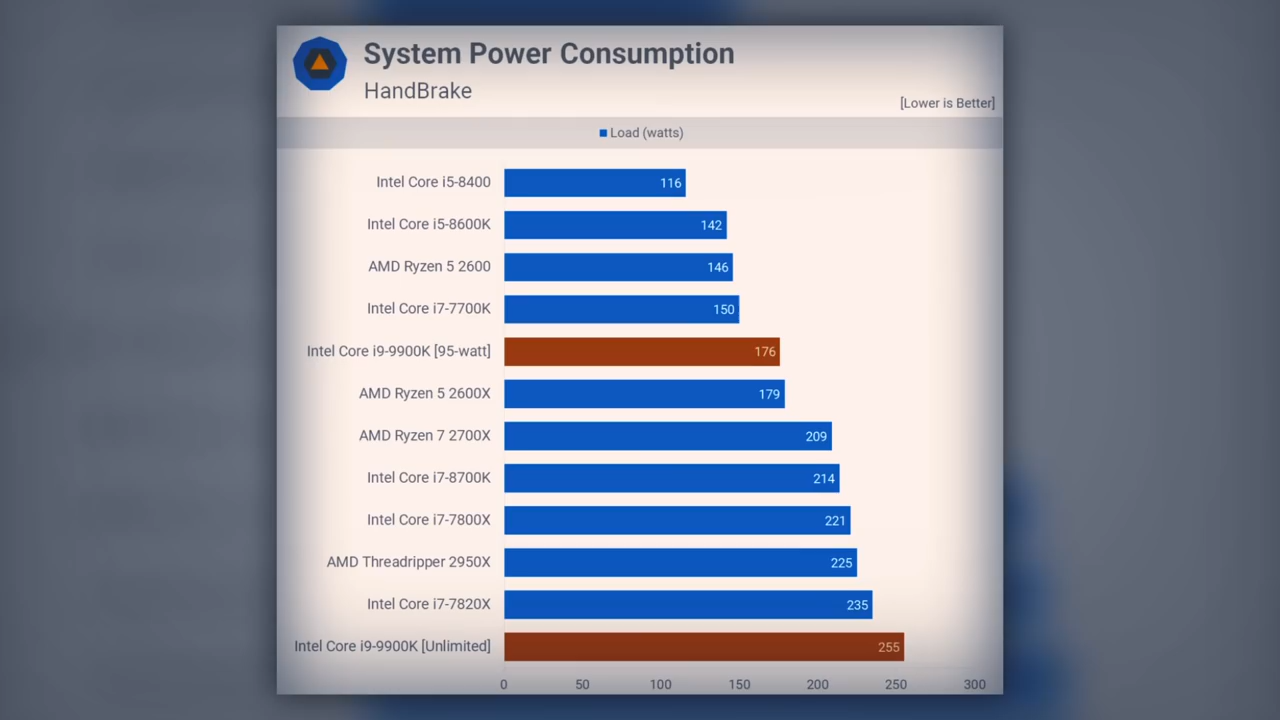 System Power Consumption
HandBrake
[Lower is Better]
Load (watts)
Intel Core i5-8400 116
Intel Core i5-8600K 142
AMD Ryzen 5 2600 146
Intel Core i7-7700K 150
Intel Core i9-9900K [95-watt] 176
AMD Ryzen 5 2600X 179
AMD Ryzen 7 2700X 209
Intel Core i7-8700K 214
Intel Core i7-7800X 221
AMD Threadripper 2950X 225
Intel Core i7-7820X 235
Intel Core i9-9900K [Unlimited] 255
0 50 100 150 200 250 300